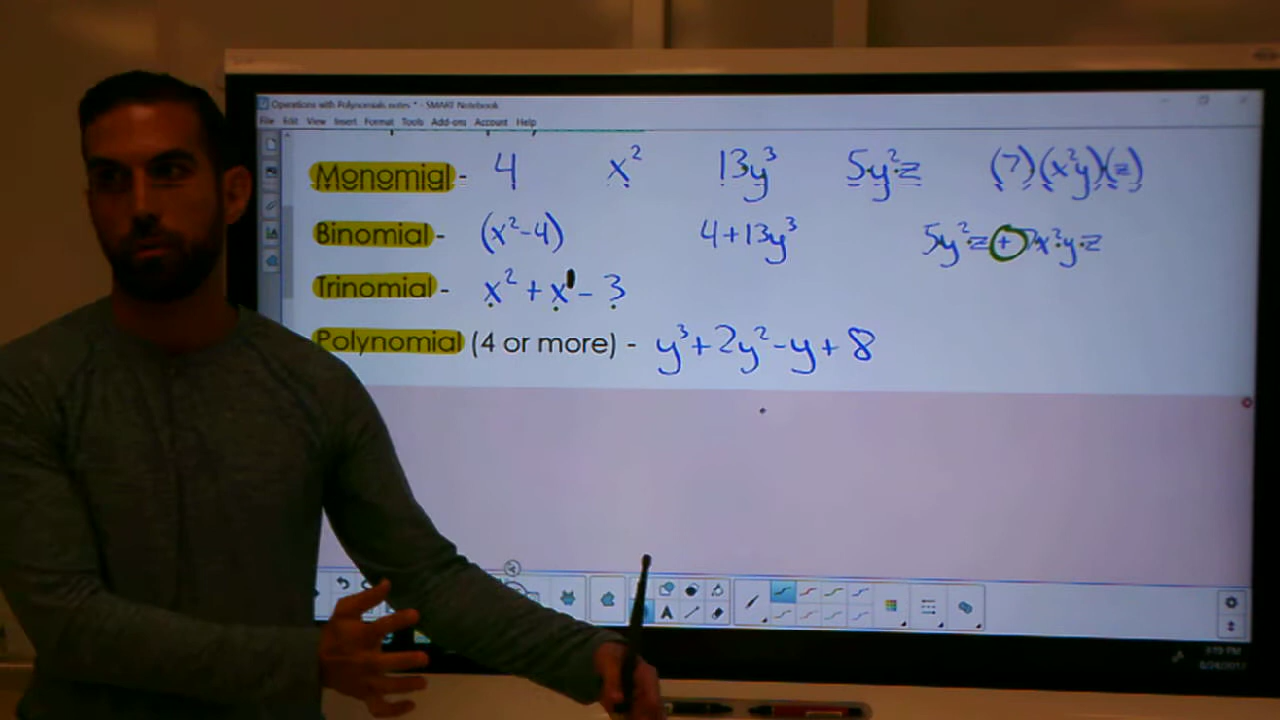 Operations with Polynomials notes * - SMART Notebook
File Edit View Insert Format Tools Add-ons Account Help
Monomial - 4 x² 13y³ 5y²z (7)(x²y)(z)
Binomial - (x²-4) 4+13y³ 5y²z+7x²y·z
Trinomial - x²+x-3
Polynomial (4 or more) - y³+2y²-y+8
A